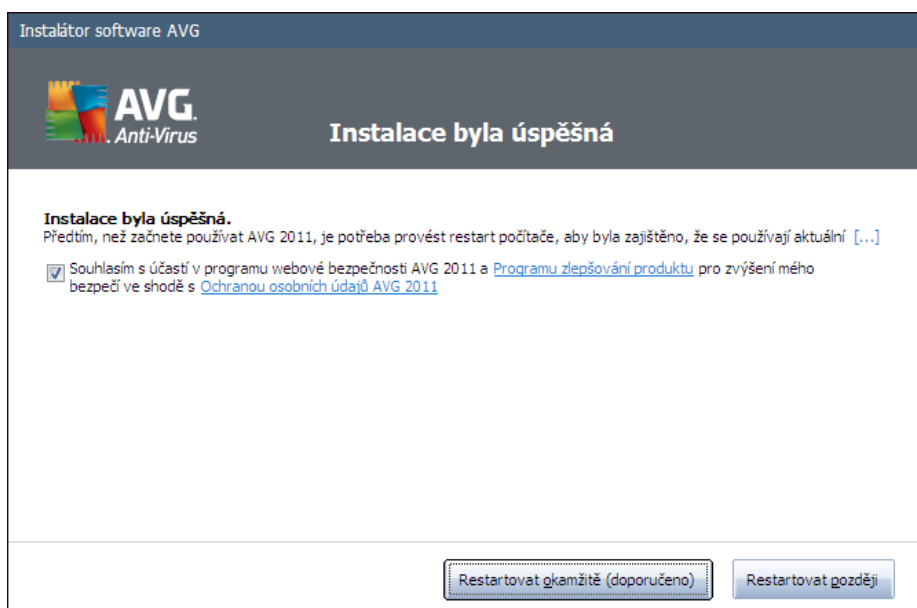 Instalátor software AVG
AVG.
Anti-Virus
Instalace byla úspěšná
Instalace byla úspěšná.
Předtím, než začnete používat AVG 2011, je potřeba provést restart počítače, aby byla zajištěno, že se používají aktuální [...]
Souhlasím s účastí v programu webové bezpečnosti AVG 2011 a Programu zlepšování produktu pro zvýšení mého
bezpečí ve shodě s Ochranou osobních údajů AVG 2011
Restartovat okamžitě (doporučeno)
Restartovat později